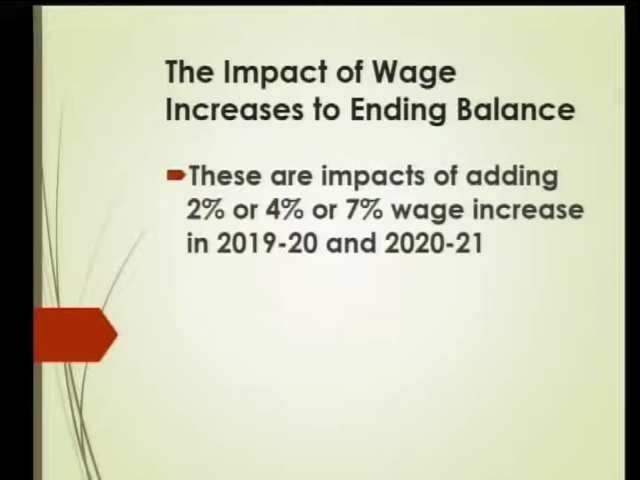 The Impact of Wage
Increases to Ending Balance
These are impacts of adding
2% or 4% or 7% wage increase
in 2019-20 and 2020-21